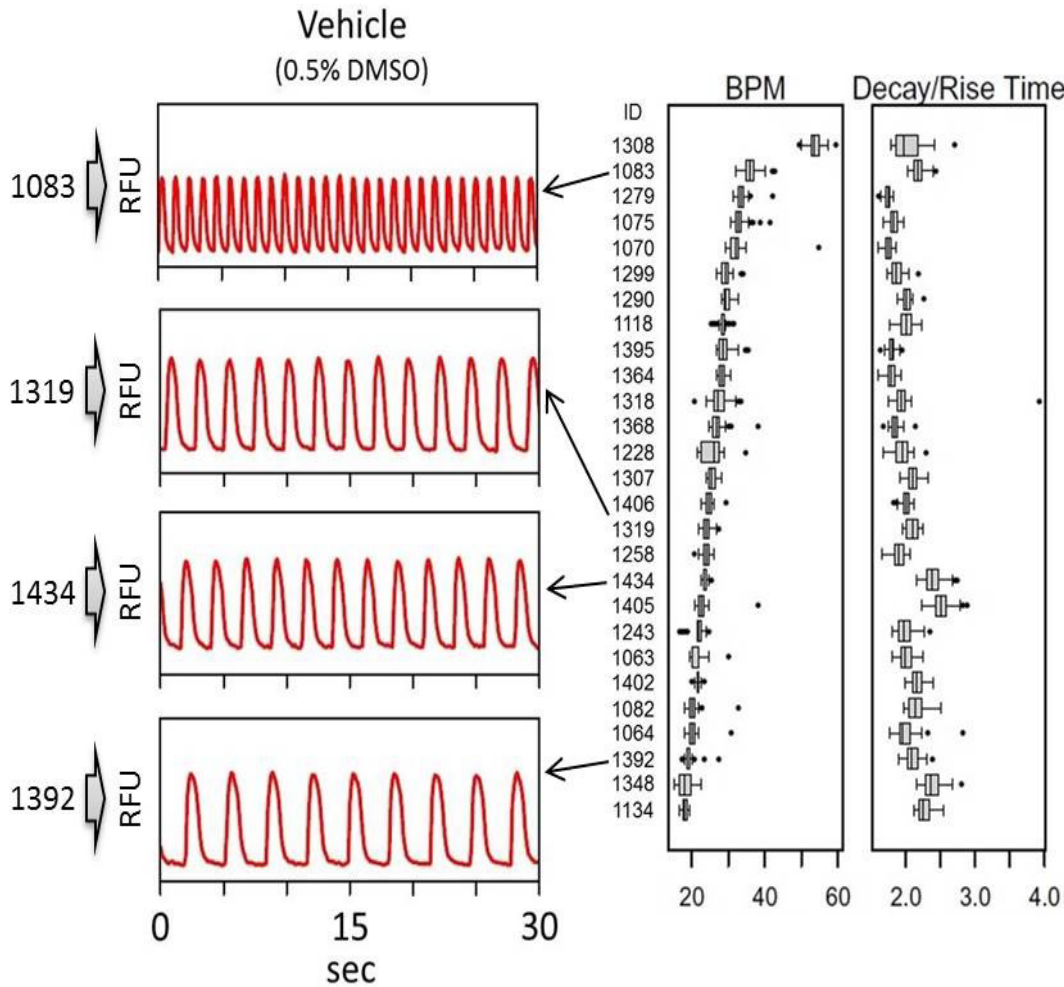 Vehicle
(0.5% DMSO)
1083
RFU
1319
RFU
1434
RFU
1392
RFU
0 15 30
sec
BPM Decay/Rise Time
ID
1308
1083
1279
1075
1070
1299
1290
1118
1395
1364
1318
1368
1228
1307
1406
1319
1258
1434
1405
1243
1063
1402
1082
1064
1392
1348
1134
20 40 60 2.0 3.0 4.0